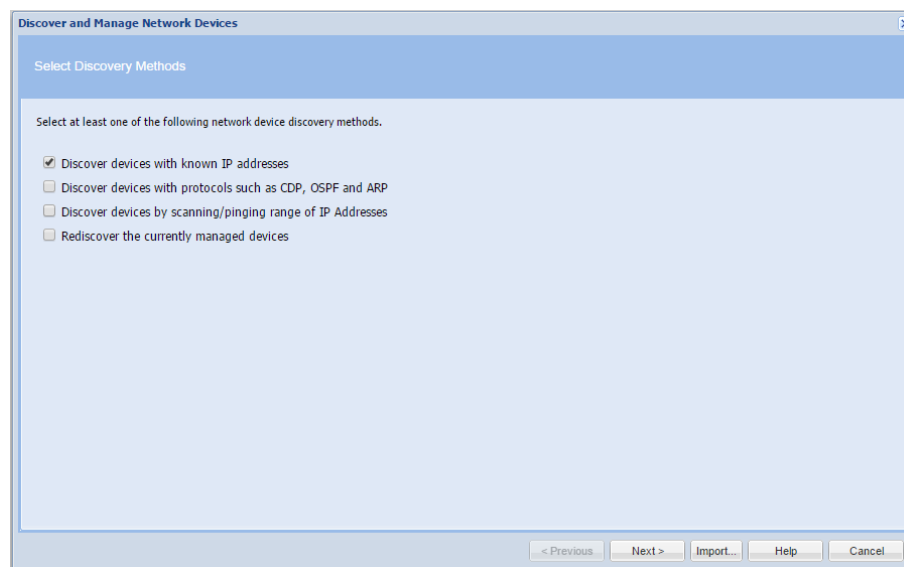 Discover and Manage Network Devices
Select Discovery Methods
Select at least one of the following network device discovery methods.
Discover devices with known IP addresses
Discover devices with protocols such as CDP, OSPF and ARP
Discover devices by scanning/pinging range of IP Addresses
Rediscover the currently managed devices
< Previous Next > Import... Help Cancel